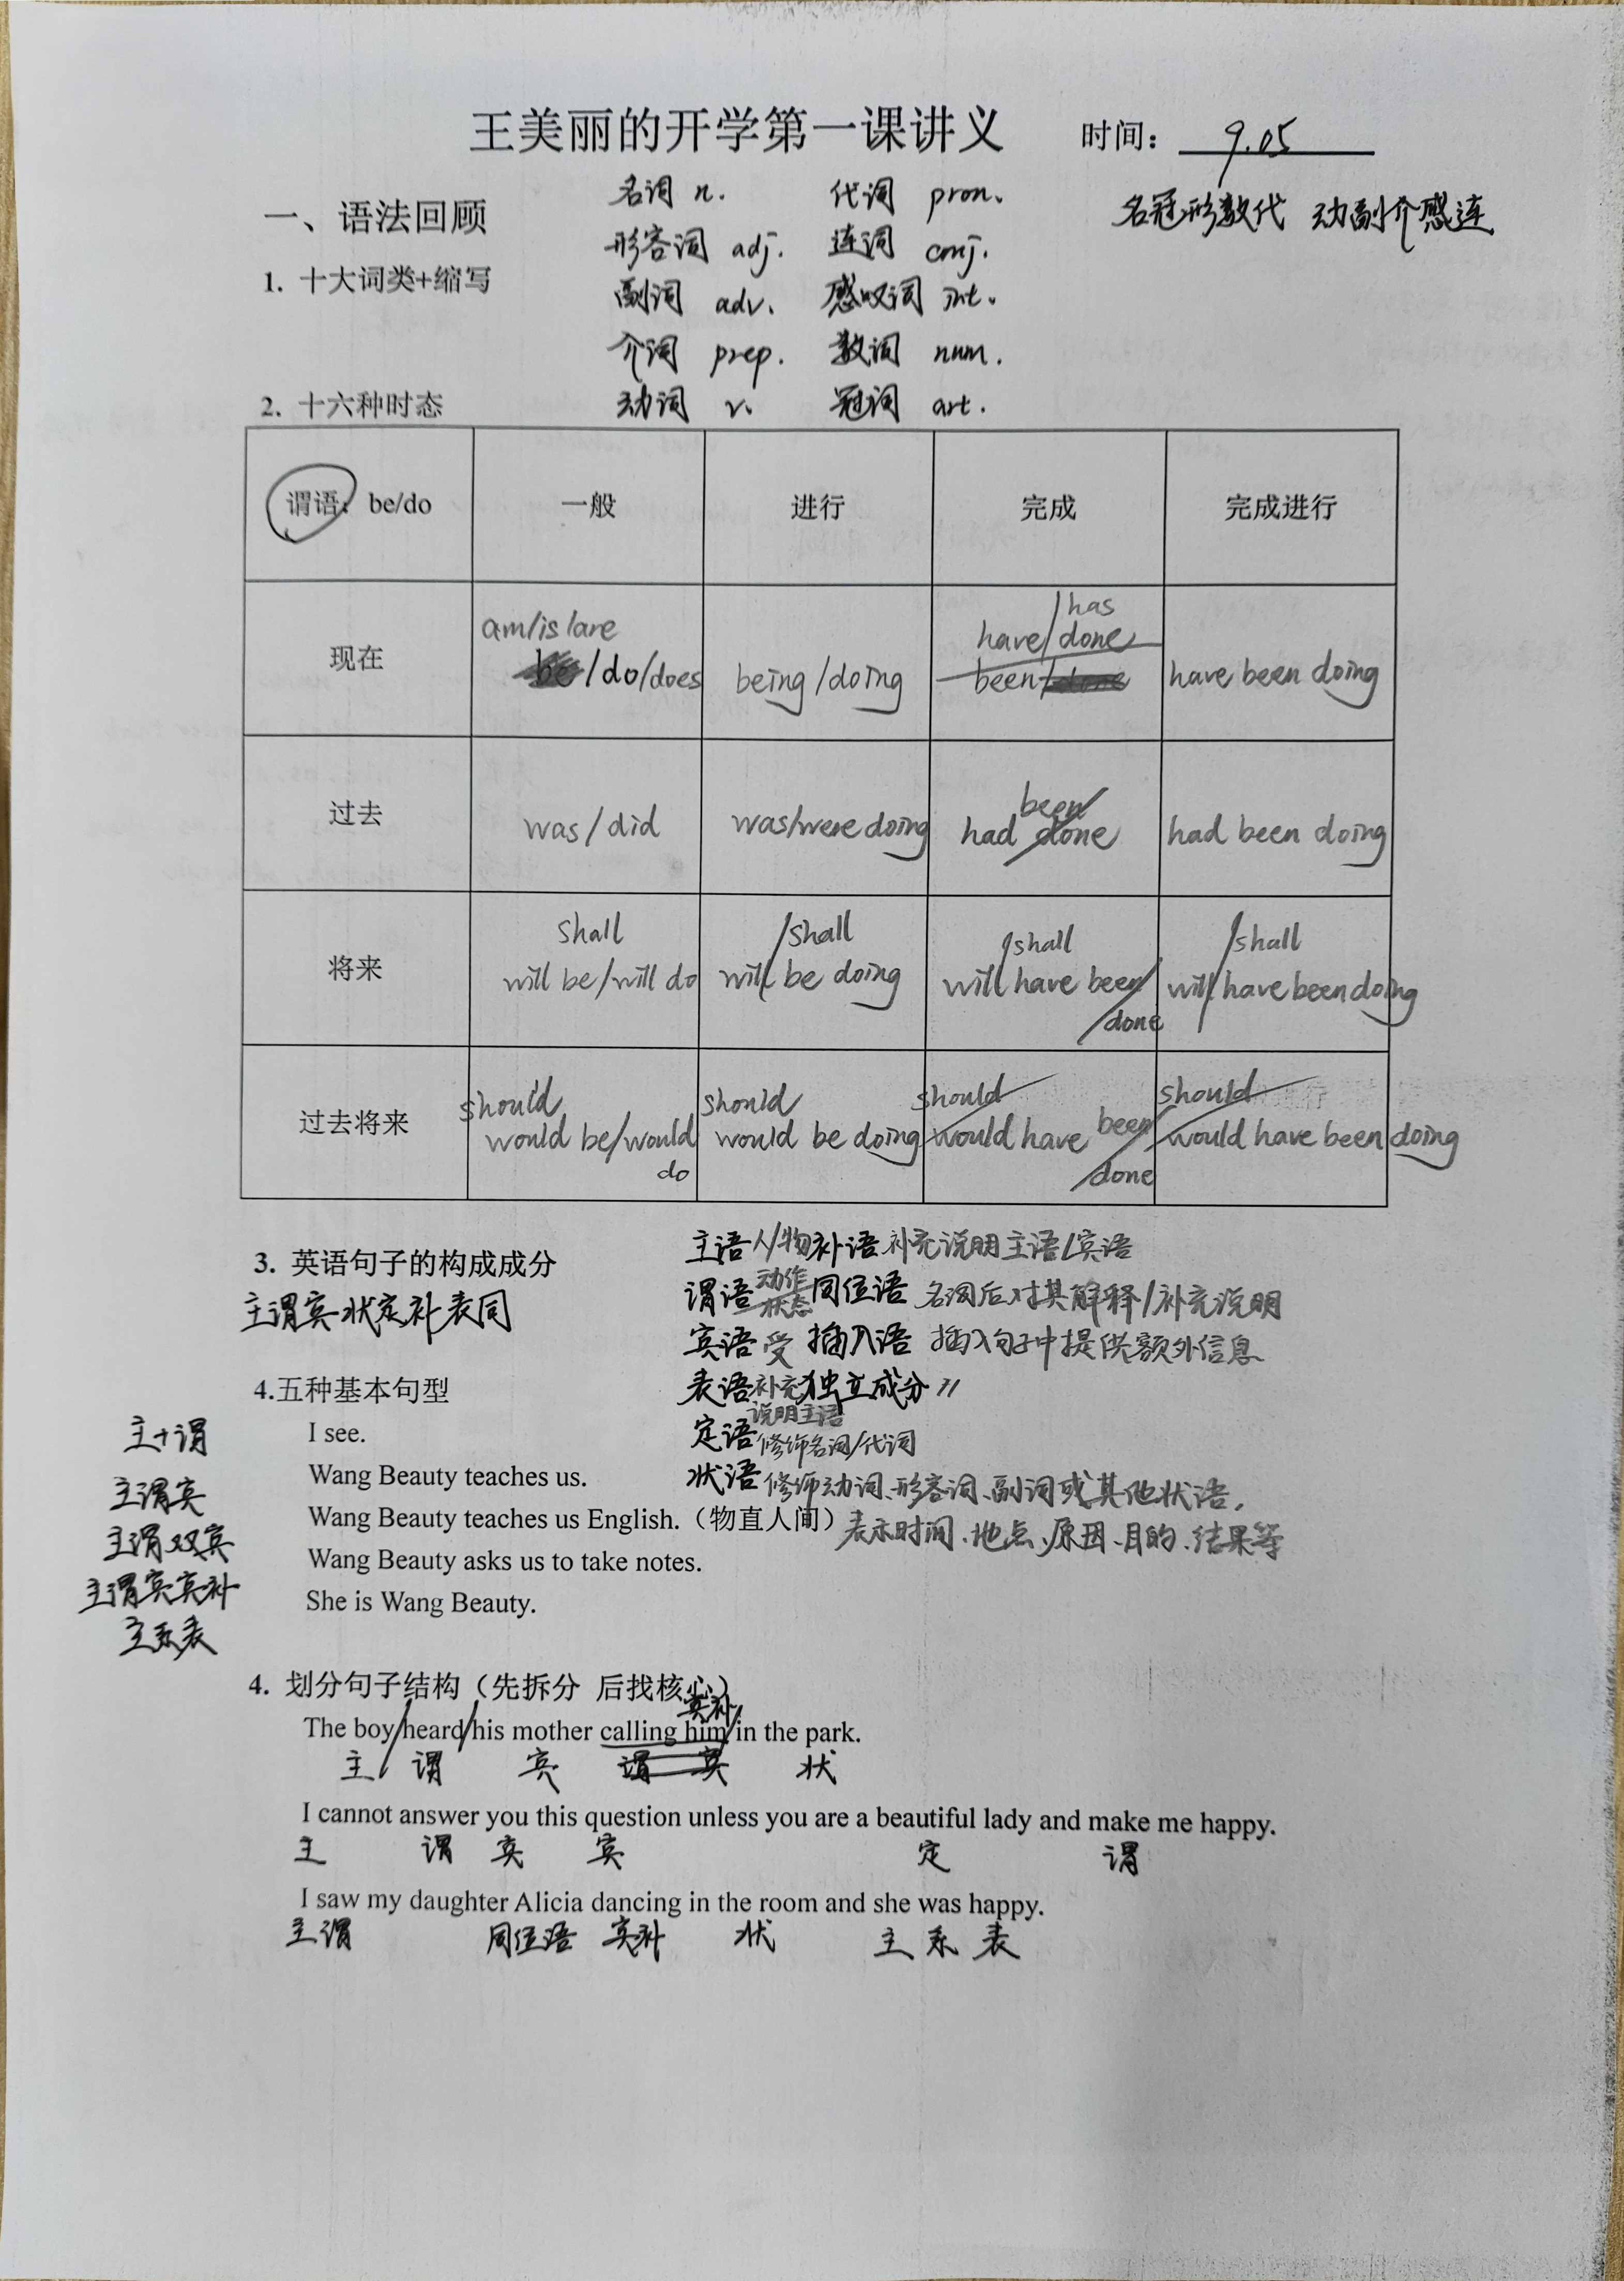 王美丽的开学第一课讲义 时间: 9.05
一、语法回顾 名词 n. 代词 pron. 名冠形数代 动副介感连
形容词 adj. 连词 conj.
1. 十大词类+缩写
副词 adv. 感叹词 int.
介词 prep. 数词 num.
2. 十六种时态 动词 v. 冠词 art.
谓语: be/do 一般 进行 完成 完成进行
am/is/are /has
have/done
现在 be/do/does being/doing been/done have been doing
been
过去 was/did was/were doing had done had been doing
shall /shall /shall /shall
将来 will be/will do will be doing will have been will have been doing
done
should should should should
过去将来 would be/would would be doing would have been would have been doing
do done
3. 英语句子的构成成分
主谓宾状定补表同
主语 人/物 补语 补充说明主语/宾语
谓语 动作 状态 同位语 名词后对其解释/补充说明
宾语 受 插入语 插入句子中提供额外信息
表语 补充说明主语 独立成分 〃
定语 修饰名词/代词
状语 修饰动词、形容词、副词或其他状语,
表示时间、地点、原因、目的、结果等
4.五种基本句型
主+谓 I see.
主谓宾 Wang Beauty teaches us.
主谓双宾 Wang Beauty teaches us English.（物直人间）
主谓宾宾补 Wang Beauty asks us to take notes.
主系表 She is Wang Beauty.
4. 划分句子结构（先拆分 后找核心）
宾补
The boy/heard/his mother calling him/in the park.
主 谓 宾 谓 宾 状
I cannot answer you this question unless you are a beautiful lady and make me happy.
主 谓 宾 宾 定 谓
I saw my daughter Alicia dancing in the room and she was happy.
主 谓 同位语 宾补 状 主 系 表